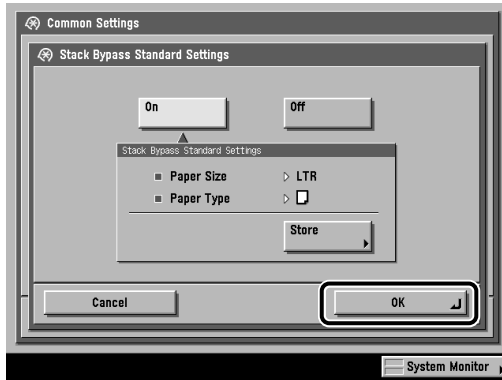 Common Settings
Stack Bypass Standard Settings
On
Off
Stack Bypass Standard Settings
Paper Size
LTR
Paper Type
Store
Cancel
OK
System Monitor